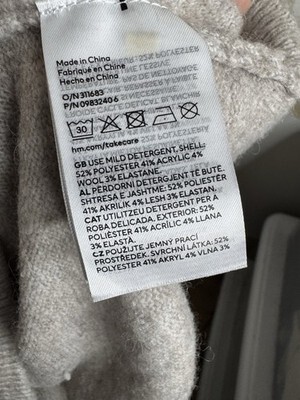 Made in China
Fabriqué en Chine
Hecho en China
O/N 311683
P/N 09832406
30
hm.com/takecare
GB USE MILD DETERGENT, SHELL:
52% POLYESTER 41% ACRYLIC 4%
WOOL 3% ELASTANE
AL PËRDORNI DETERGJENT TË BUTË.
SHTRESA E JASHTME: 52% POLIESTËR
41% AKRILIK 4% LESH 3% ELASTAN
CAT UTILITZEU DETERGENT PER A
ROBA DELICADA. EXTERIOR: 52%
POLIÈSTER 41% ACRÍLIC 4% LLANA
3% ELASTÀ
CZ POUŽIJTE JEMNÝ PRACÍ
PROSTŘEDEK. SVRCHNÍ LÁTKA: 52%
POLYESTER 41% AKRYL 4% VLNA 3%